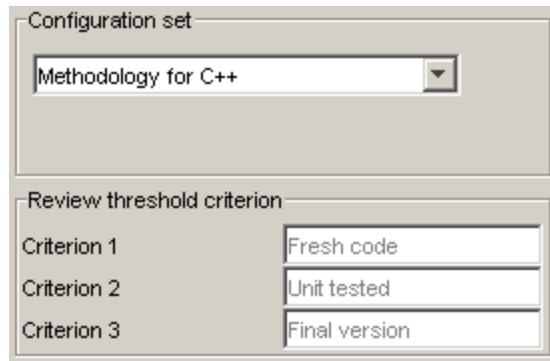 Configuration set
Methodology for C++
Review threshold criterion
Criterion 1 Fresh code
Criterion 2 Unit tested
Criterion 3 Final version